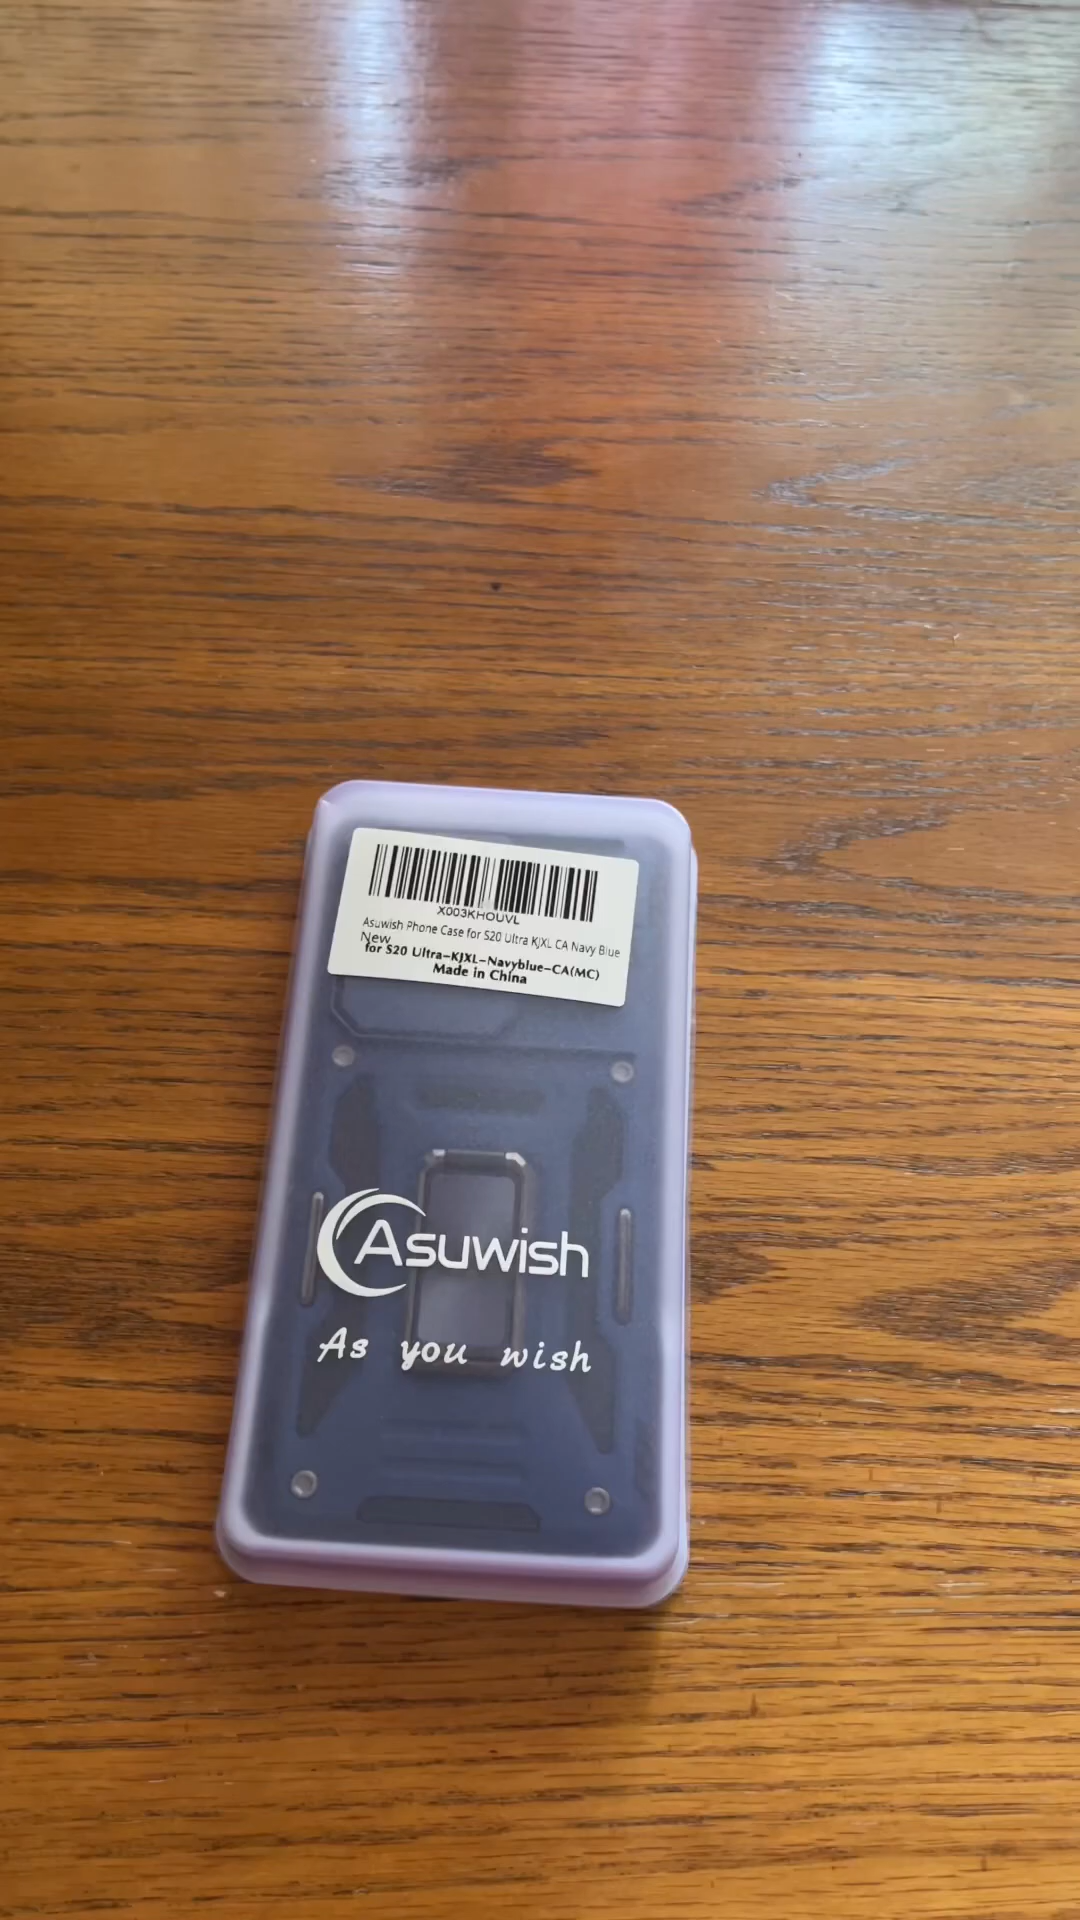 X003KHOUVL
Asuwish Phone Case for S20 Ultra KJXL CA Navy Blue
New
for S20 Ultra-KJXL-Navyblue-CA(MC)
Made in China
Asuwish
As you wish